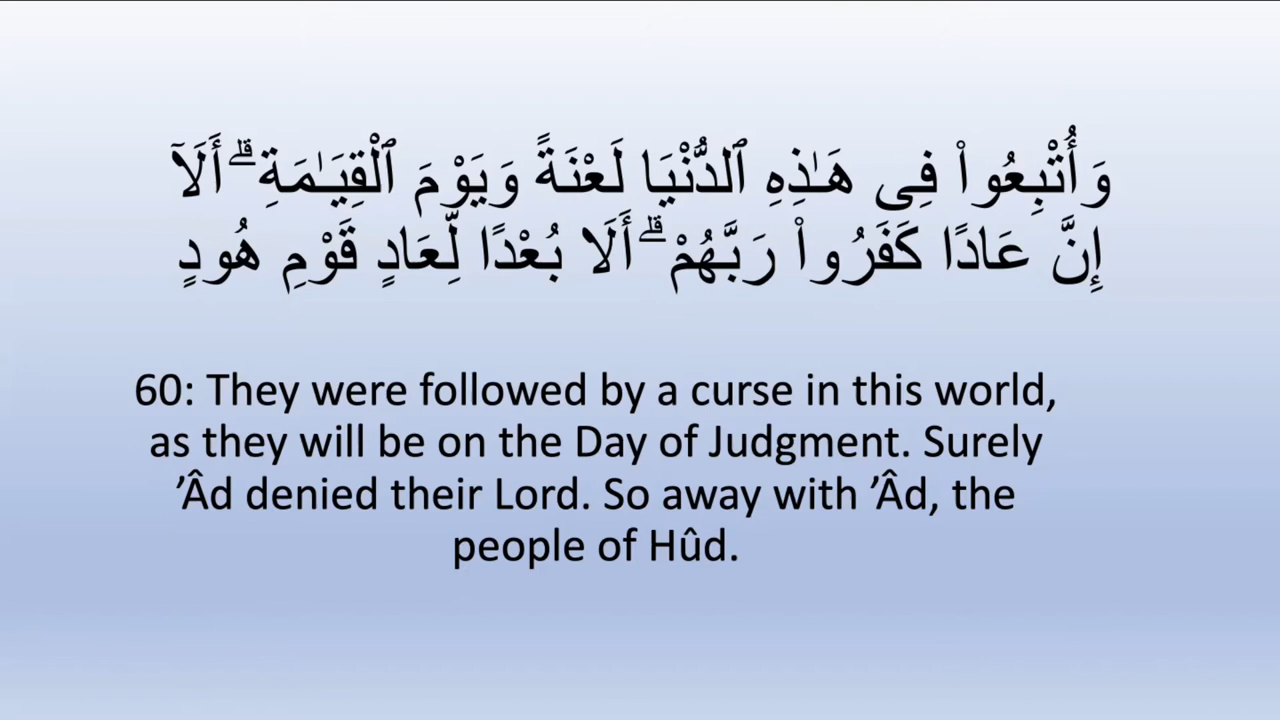 وَأُتْبِعُوا۟ فِى هَـٰذِهِ ٱلدُّنْيَا لَعْنَةً وَيَوْمَ ٱلْقِيَـٰمَةِ ۗ أَلَآ
إِنَّ عَادًا كَفَرُوا۟ رَبَّهُمْ ۗ أَلَا بُعْدًا لِّعَادٍ قَوْمِ هُودٍ
60: They were followed by a curse in this world,
as they will be on the Day of Judgment. Surely
’Âd denied their Lord. So away with ’Âd, the
people of Hûd.